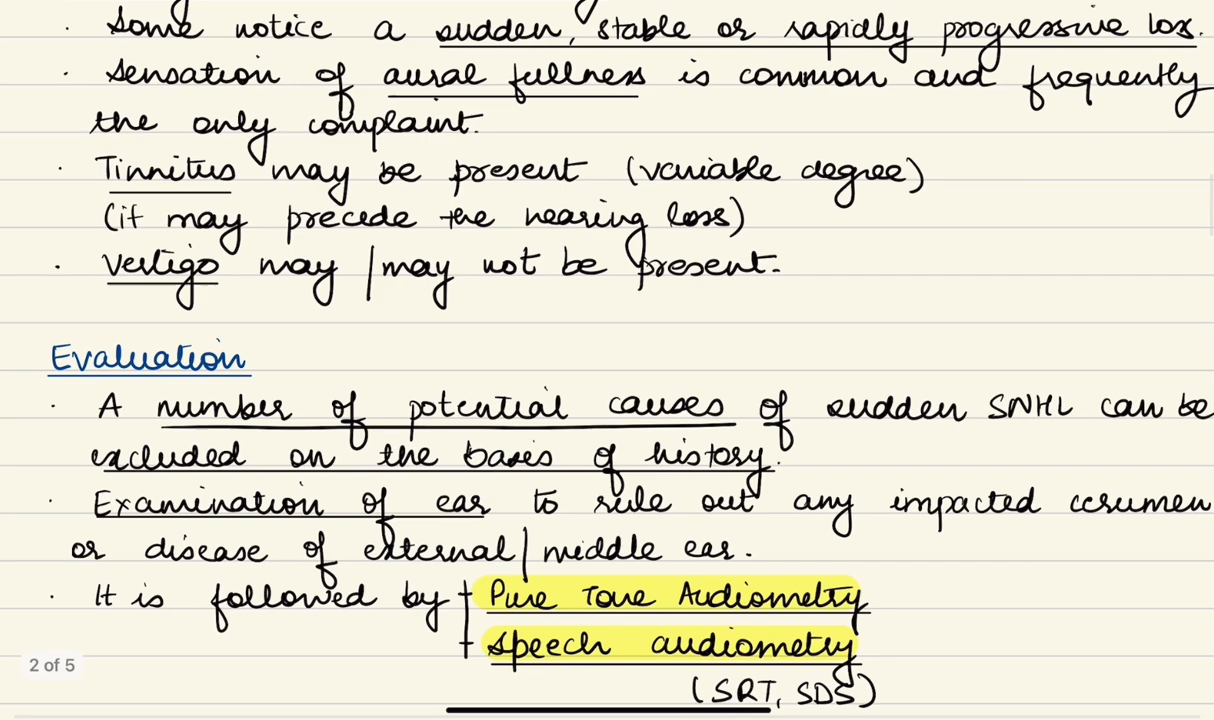 · Some notice a sudden, stable or rapidly progressive loss.
· Sensation of aural fullness is common and frequently
the only complaint.
· Tinnitus may be present (variable degree)
(it may precede the hearing loss)
· Vertigo may / may not be present.
Evaluation
· A number of potential causes of sudden SNHL can be
excluded on the basis of history.
· Examination of ear to rule out any impacted cerumen
or disease of external / middle ear.
· It is followed by Pure Tone Audiometry
Speech audiometry
2 of 5
(SRT, SDS)